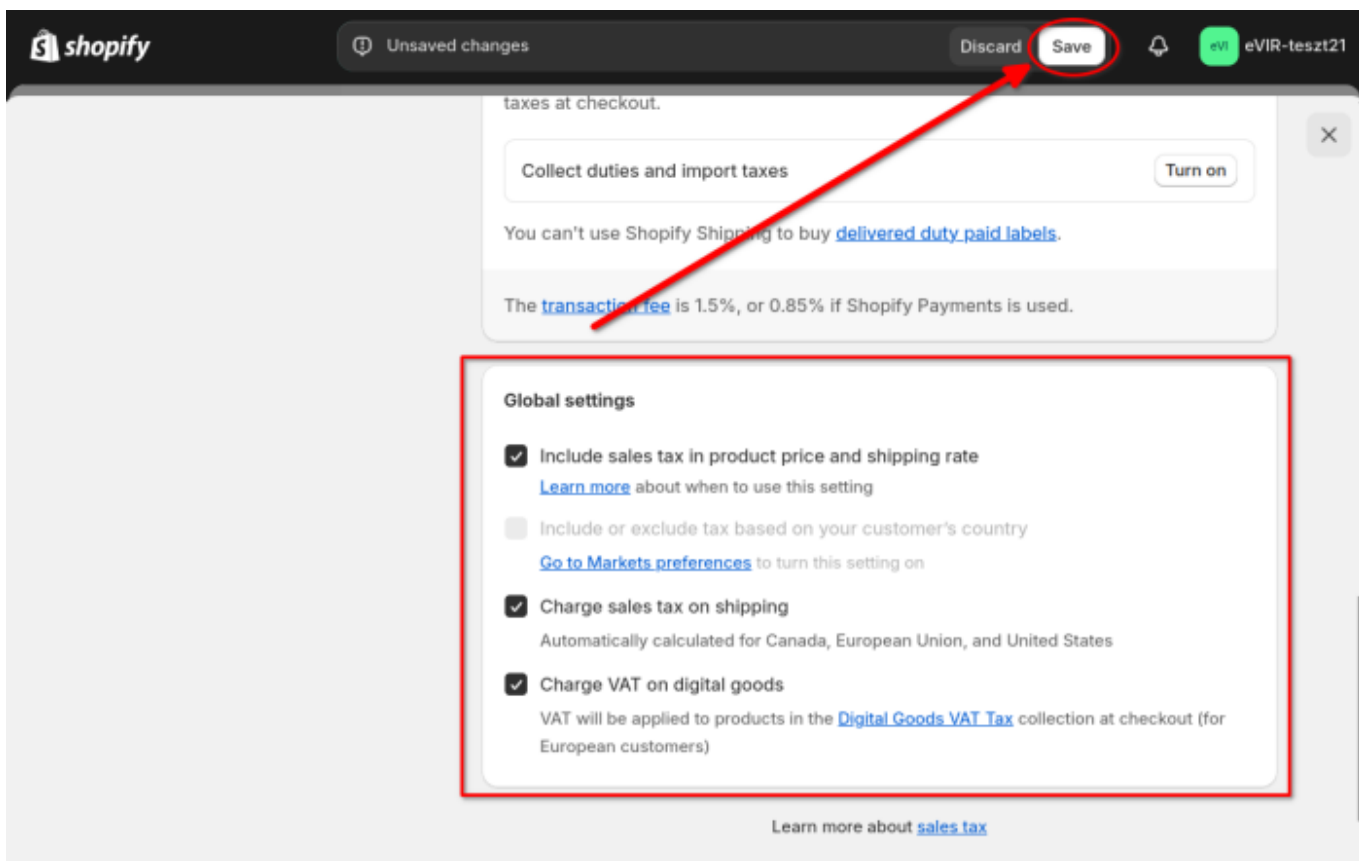 shopify
Unsaved changes
Discard
Save
eVI
eVIR-teszt21
taxes at checkout.
Collect duties and import taxes
Turn on
You can't use Shopify Shipping to buy delivered duty paid labels.
The transaction fee is 1.5%, or 0.85% if Shopify Payments is used.
Global settings
Include sales tax in product price and shipping rate
Learn more about when to use this setting
Include or exclude tax based on your customer's country
Go to Markets preferences to turn this setting on
Charge sales tax on shipping
Automatically calculated for Canada, European Union, and United States
Charge VAT on digital goods
VAT will be applied to products in the Digital Goods VAT Tax collection at checkout (for
European customers)
Learn more about sales tax